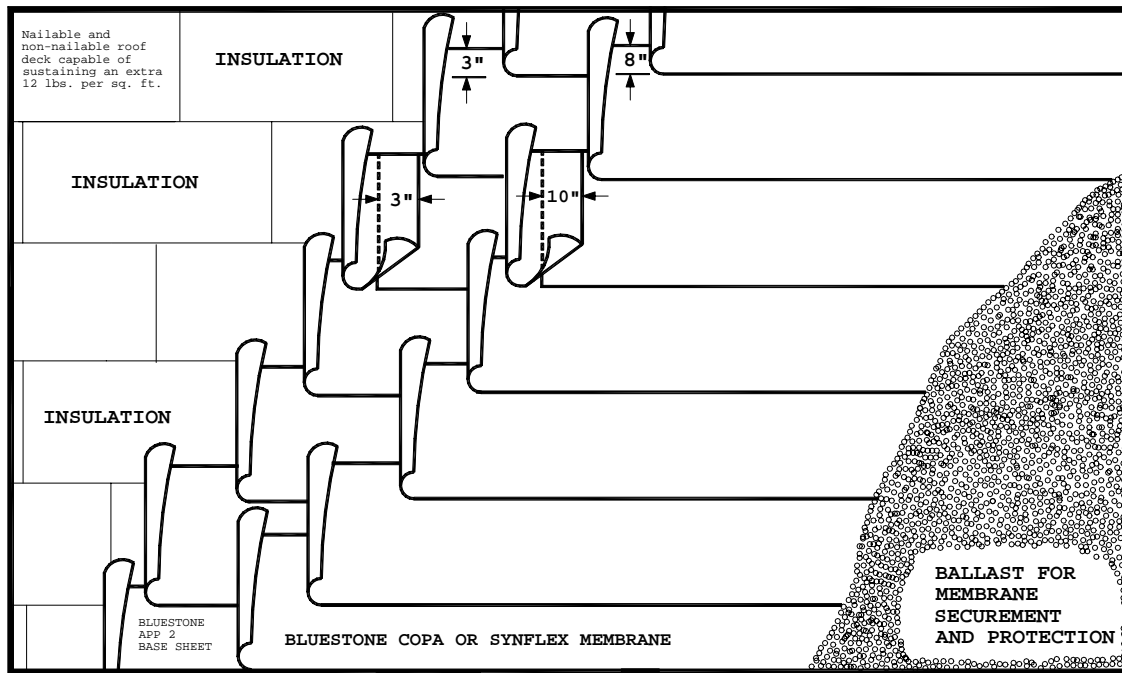 Nailable and
non-nailable roof
deck capable of
sustaining an extra
12 lbs. per sq. ft.
INSULATION
3"
8"
INSULATION
3"
10"
INSULATION
BLUESTONE
APP 2
BASE SHEET
BLUESTONE COPA OR SYNFLEX MEMBRANE
BALLAST FOR
MEMBRANE
SECUREMENT
AND PROTECTION